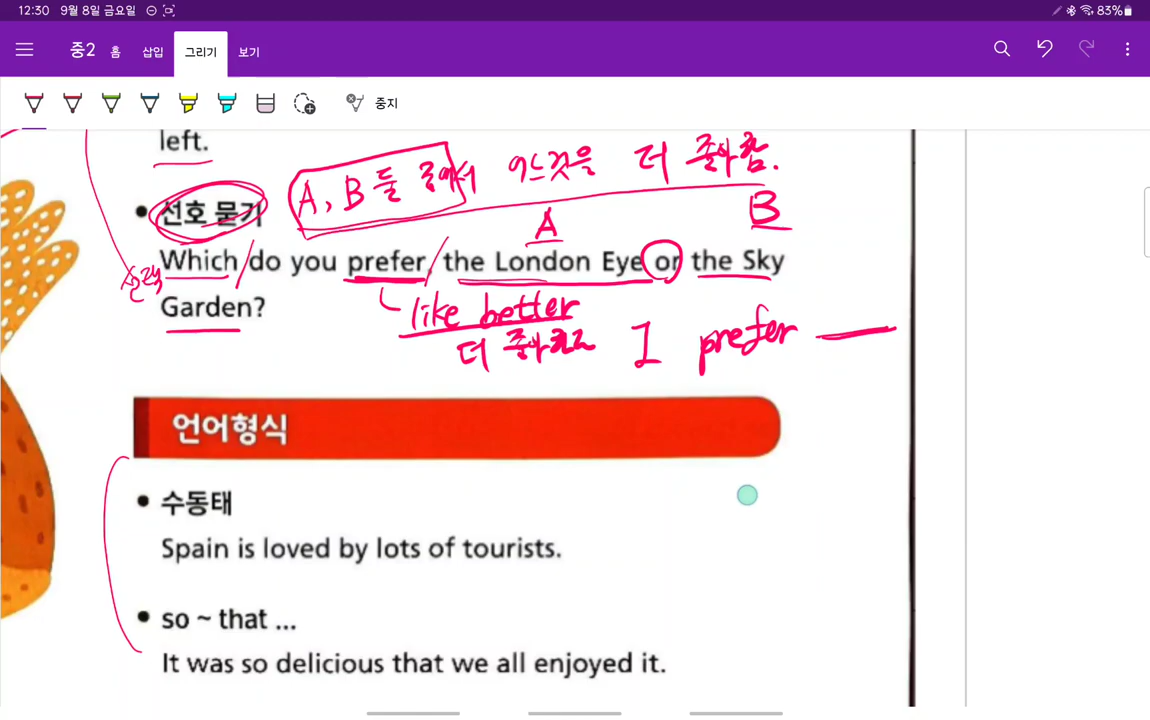 12:30 9월 8일 금요일 83%
중2 홈 삽입 그리기 보기
중지
left.
A, B 둘 중에서 어느것을 더 좋아함.
• 선호 묻기
A B
선택 Which do you prefer the London Eye or the Sky
Garden?
like better
더 좋아하고 I prefer
언어형식
• 수동태
Spain is loved by lots of tourists.
• so ~ that ...
It was so delicious that we all enjoyed it.